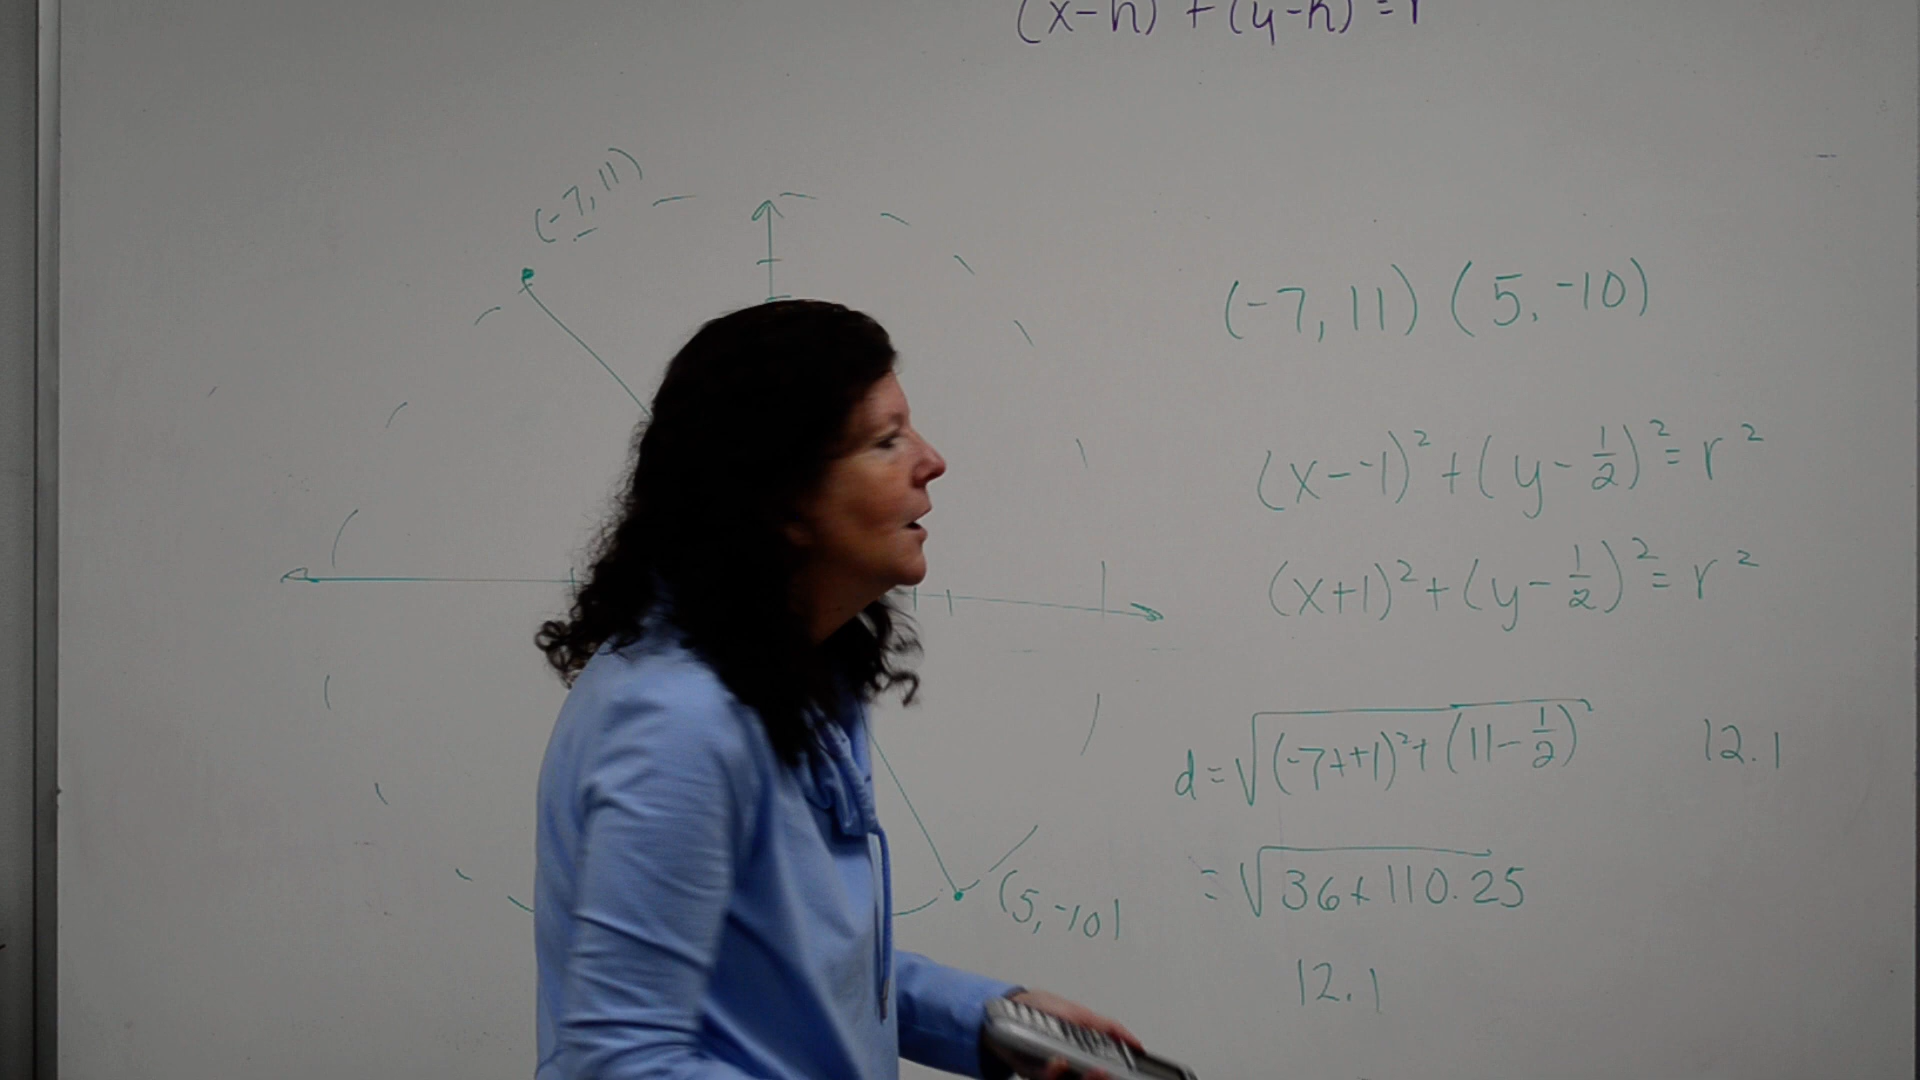 (x-h) + (y-k) = r
(-7, 11)
(-7, 11) (5, -10)
(x--1)² + (y-½)² = r²
(x+1)² + (y-½)² = r²
d = √(-7++1)² + (11-½)²
12.1
= √36 + 110.25
(5, -10)
12.1